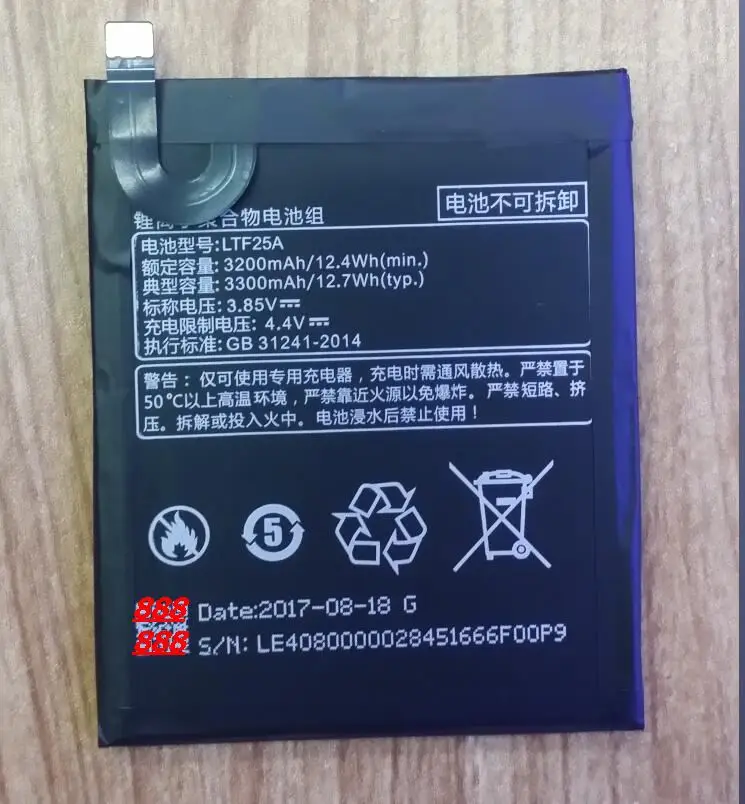 锂离子聚合物电池组
电池不可拆卸
电池型号:LTF25A
额定容量: 3200mAh/12.4Wh(min.)
典型容量: 3300mAh/12.7Wh(typ.)
标称电压: 3.85V
充电限制电压: 4.4V
执行标准: GB 31241-2014
警告：仅可使用专用充电器，充电时需通风散热。严禁置于
50℃以上高温环境，严禁靠近火源以免爆炸。严禁短路、挤
压。拆解或投入火中。电池浸水后禁止使用！
5
888
Date:2017-08-18 G
888
S/N: LE4080000028451666F00P9